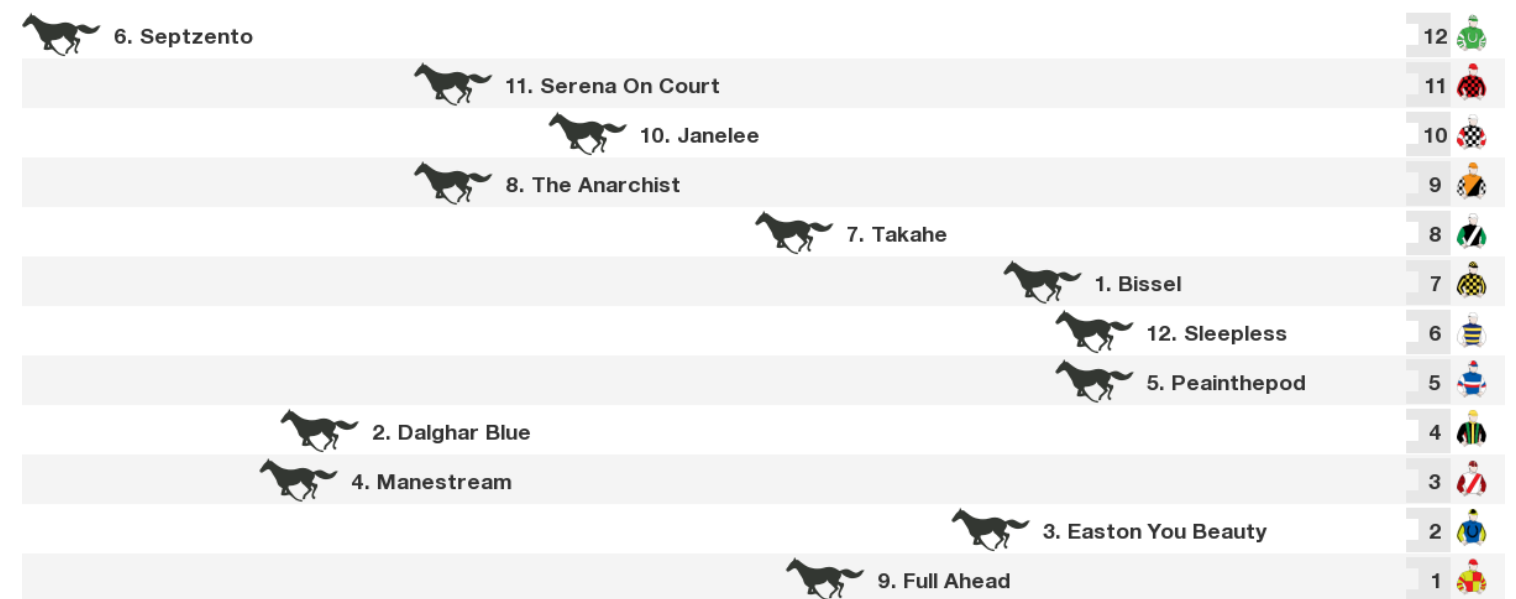 6. Septzento 12
11. Serena On Court 11
10. Janelee 10
8. The Anarchist 9
7. Takahe 8
1. Bissel 7
12. Sleepless 6
5. Peainthepod 5
2. Dalghar Blue 4
4. Manestream 3
3. Easton You Beauty 2
9. Full Ahead 1